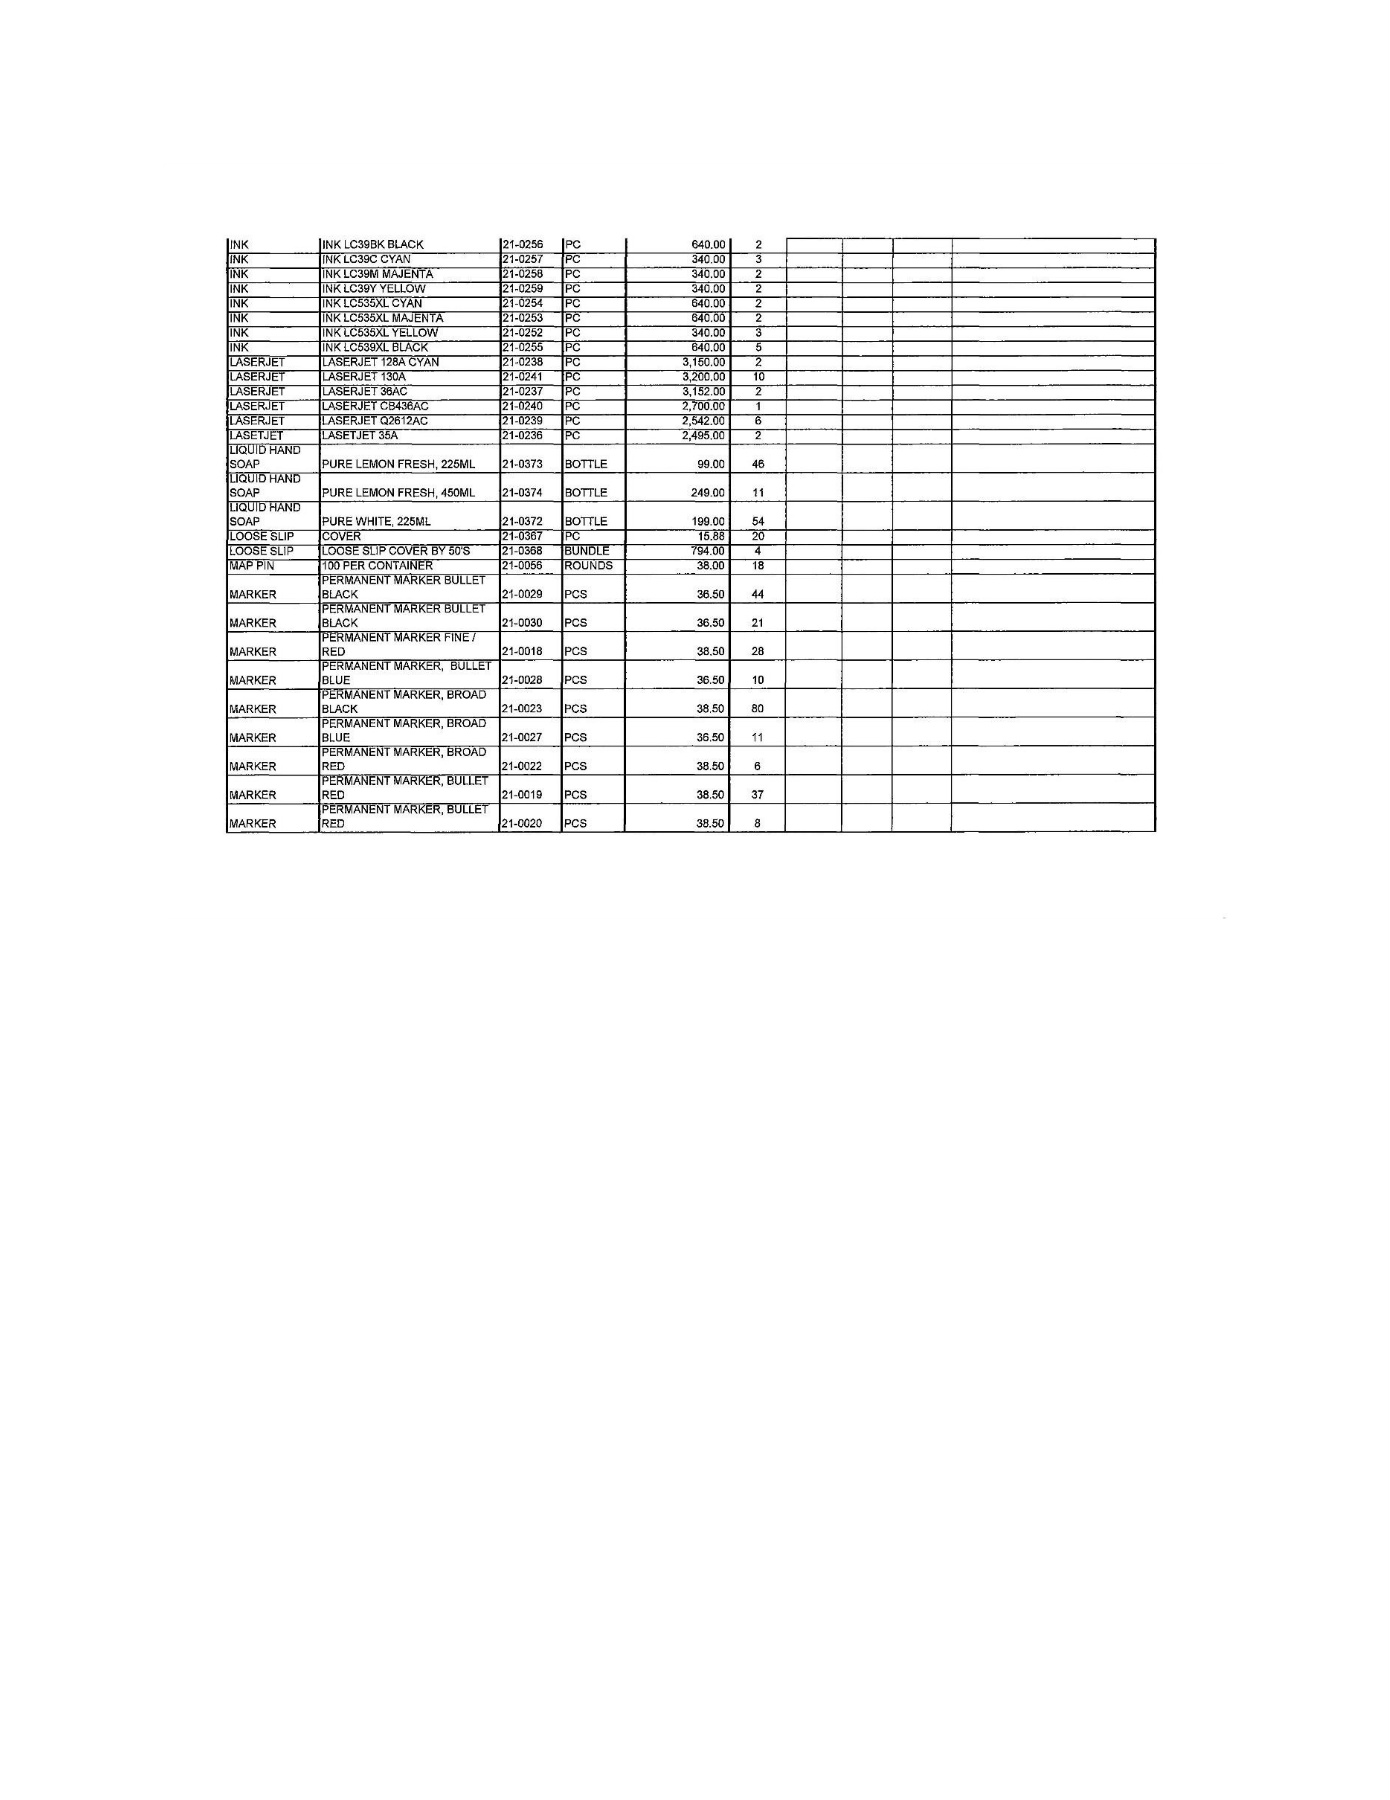 INK INK LC39BK BLACK 21-0256 PC 640.00 2
INK INK LC39C CYAN 21-0257 PC 340.00 3
INK INK LC39M MAJENTA 21-0258 PC 340.00 2
INK INK LC39Y YELLOW 21-0259 PC 340.00 2
INK INK LC535XL CYAN 21-0254 PC 640.00 2
INK INK LC535XL MAJENTA 21-0253 PC 640.00 2
INK INK LC535XL YELLOW 21-0252 PC 340.00 3
INK INK LC539XL BLACK 21-0255 PC 640.00 5
LASERJET LASERJET 128A CYAN 21-0238 PC 3,150.00 2
LASERJET LASERJET 130A 21-0241 PC 3,200.00 10
LASERJET LASERJET 36AC 21-0237 PC 3,152.00 2
LASERJET LASERJET CB436AC 21-0240 PC 2,700.00 1
LASERJET LASERJET Q2612AC 21-0239 PC 2,542.00 6
LASETJET LASETJET 35A 21-0236 PC 2,495.00 2
LIQUID HAND
SOAP PURE LEMON FRESH, 225ML 21-0373 BOTTLE 99.00 46
LIQUID HAND
SOAP PURE LEMON FRESH, 450ML 21-0374 BOTTLE 249.00 11
LIQUID HAND
SOAP PURE WHITE, 225ML 21-0372 BOTTLE 199.00 54
LOOSE SLIP COVER 21-0367 PC 15.88 20
LOOSE SLIP LOOSE SLIP COVER BY 50'S 21-0368 BUNDLE 794.00 4
MAP PIN 100 PER CONTAINER 21-0056 ROUNDS 38.00 18
PERMANENT MARKER BULLET
MARKER BLACK 21-0029 PCS 36.50 44
PERMANENT MARKER BULLET
MARKER BLACK 21-0030 PCS 36.50 21
PERMANENT MARKER FINE /
MARKER RED 21-0018 PCS 38.50 28
PERMANENT MARKER, BULLET
MARKER BLUE 21-0028 PCS 36.50 10
PERMANENT MARKER, BROAD
MARKER BLACK 21-0023 PCS 38.50 80
PERMANENT MARKER, BROAD
MARKER BLUE 21-0027 PCS 36.50 11
PERMANENT MARKER, BROAD
MARKER RED 21-0022 PCS 38.50 6
PERMANENT MARKER, BULLET
MARKER RED 21-0019 PCS 38.50 37
PERMANENT MARKER, BULLET
MARKER RED 21-0020 PCS 38.50 8